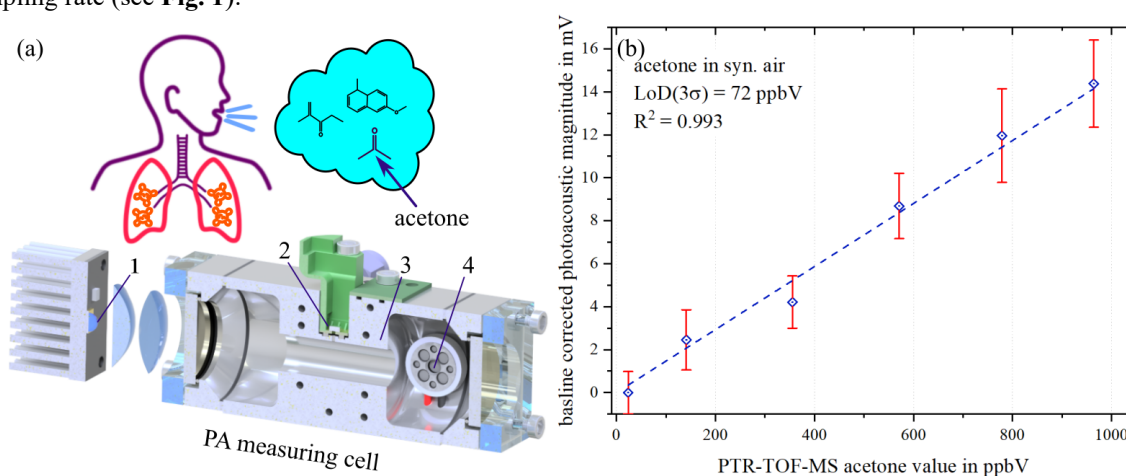 pling rate (see Fig. 1).
(a)
acetone
1
2
3
4
PA measuring cell
(b)
acetone in syn. air
LoD(3σ) = 72 ppbV
R² = 0.993
basline corrected photoacoustic magnitude in mV
16
14
12
10
8
6
4
2
0
0 200 400 600 800 1000
PTR-TOF-MS acetone value in ppbV